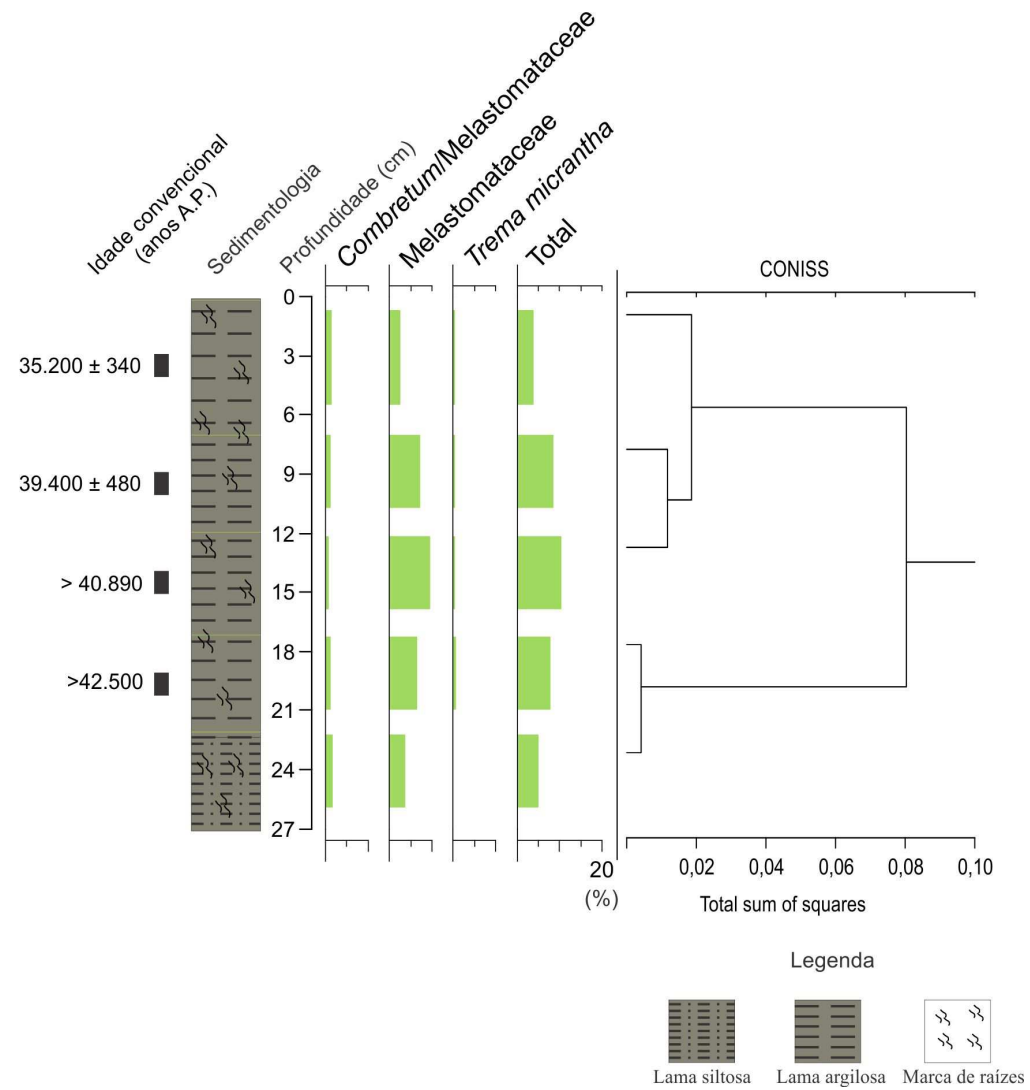 Idade convencional
(anos A.P.)
Sedimentologia
Profundidade (cm)
Combretum/Melastomataceae
Melastomataceae
Trema micrantha
Total
CONISS
0
3
6
9
12
15
18
21
24
27
35.200 ± 340
39.400 ± 480
> 40.890
>42.500
20
(%)
0,02 0,04 0,06 0,08 0,10
Total sum of squares
Legenda
Lama siltosa Lama argilosa Marca de raízes